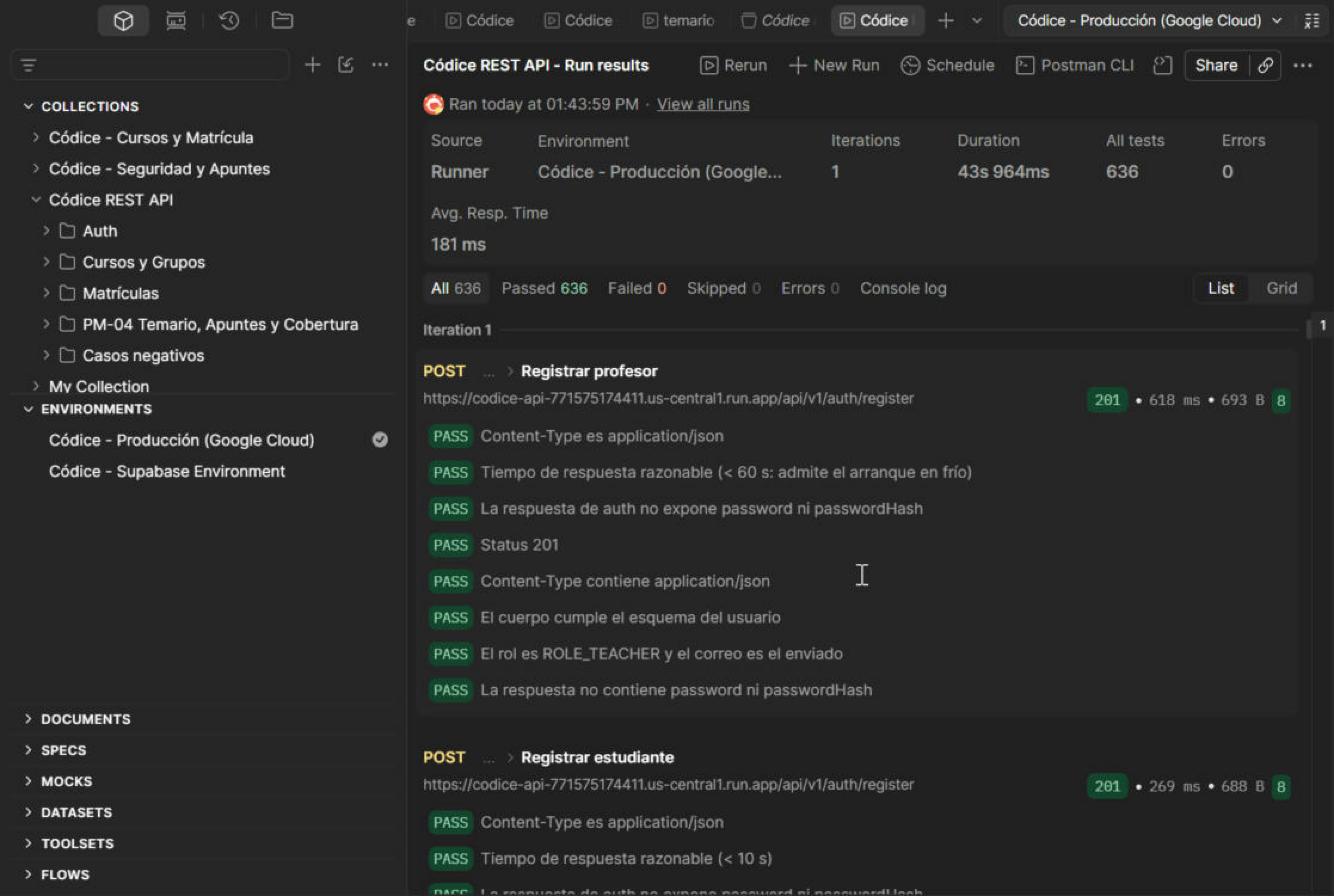 e
Códice
Códice
temario
Códice
Códice
Códice - Producción (Google Cloud)
COLLECTIONS
Códice - Cursos y Matrícula
Códice - Seguridad y Apuntes
Códice REST API
Auth
Cursos y Grupos
Matrículas
PM-04 Temario, Apuntes y Cobertura
Casos negativos
My Collection
ENVIRONMENTS
Códice - Producción (Google Cloud)
Códice - Supabase Environment
DOCUMENTS
SPECS
MOCKS
DATASETS
TOOLSETS
FLOWS
Códice REST API - Run results
Rerun
New Run
Schedule
Postman CLI
Share
Ran today at 01:43:59 PM · View all runs
Source Environment Iterations Duration All tests Errors
Runner Códice - Producción (Google... 1 43s 964ms 636 0
Avg. Resp. Time
181 ms
All 636 Passed 636 Failed 0 Skipped 0 Errors 0 Console log List Grid
Iteration 1
1
POST ... > Registrar profesor
https://codice-api-771575174411.us-central1.run.app/api/v1/auth/register 201 • 618 ms • 693 B 8
PASS Content-Type es application/json
PASS Tiempo de respuesta razonable (< 60 s: admite el arranque en frío)
PASS La respuesta de auth no expone password ni passwordHash
PASS Status 201
PASS Content-Type contiene application/json
PASS El cuerpo cumple el esquema del usuario
PASS El rol es ROLE_TEACHER y el correo es el enviado
PASS La respuesta no contiene password ni passwordHash
POST ... > Registrar estudiante
https://codice-api-771575174411.us-central1.run.app/api/v1/auth/register 201 • 269 ms • 688 B 8
PASS Content-Type es application/json
PASS Tiempo de respuesta razonable (< 10 s)
PASS La respuesta de auth no expone password ni passwordHash